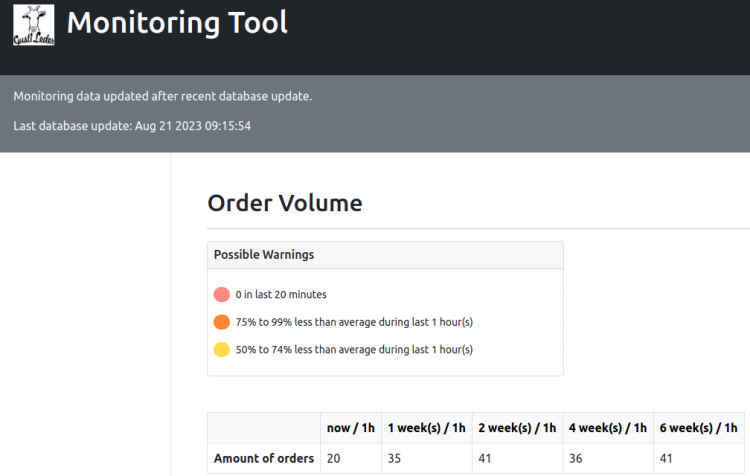 Gusti Leder
Monitoring Tool
Monitoring data updated after recent database update.
Last database update: Aug 21 2023 09:15:54
Order Volume
Possible Warnings
0 in last 20 minutes
75% to 99% less than average during last 1 hour(s)
50% to 74% less than average during last 1 hour(s)
now / 1h 1 week(s) / 1h 2 week(s) / 1h 4 week(s) / 1h 6 week(s) / 1h
Amount of orders 20 35 41 36 41